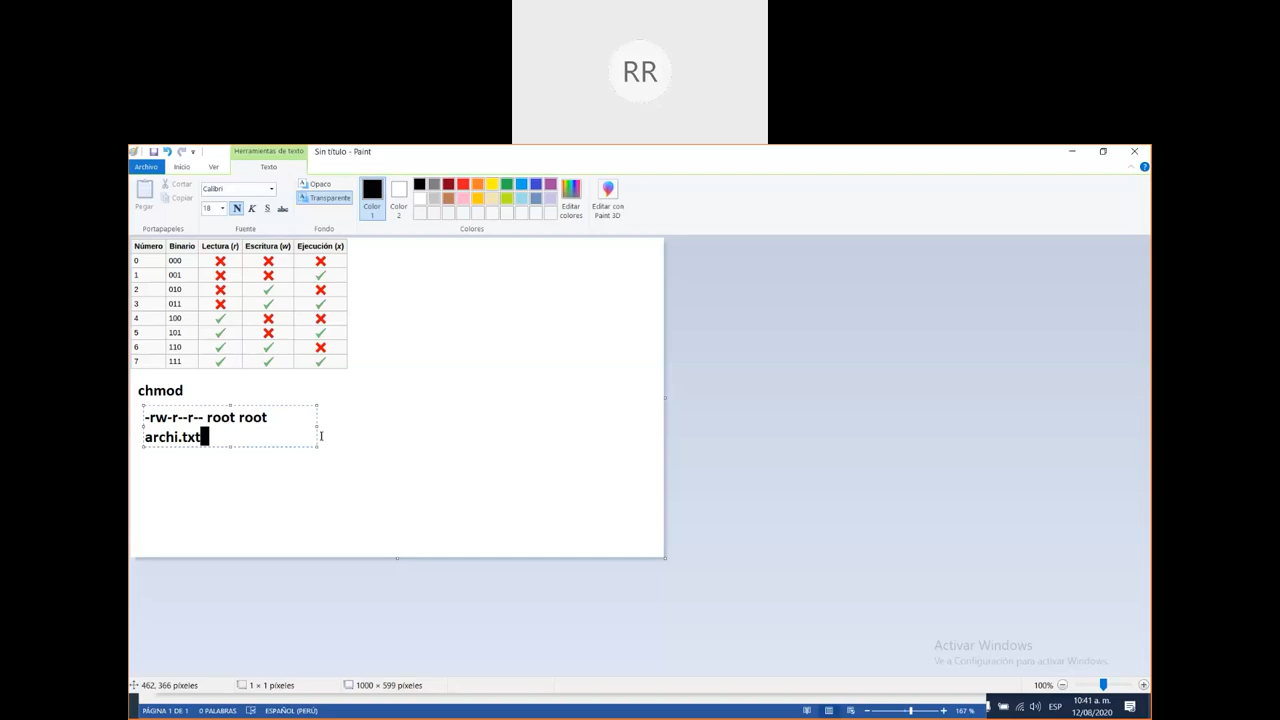 RR
Herramientas de texto
Sin título - Paint
Archivo Inicio Ver Texto
Pegar
Cortar
Copiar
Portapapeles
Calibri
18 N K S abc
Fuente
Opaco
Transparente
Fondo
Color 1
Color 2
Editar colores
Editar con Paint 3D
Colores
Número Binario Lectura (r) Escritura (w) Ejecución (x)
0 000
1 001
2 010
3 011
4 100
5 101
6 110
7 111
chmod
-rw-r--r-- root root
archi.txt
Activar Windows
Ve a Configuración para activar Windows.
462, 366 píxeles 1 × 1 píxeles 1000 × 599 píxeles 100%
PÁGINA 1 DE 1 0 PALABRAS ESPAÑOL (PERÚ) 167 %
ESP
10:41 a. m.
12/08/2020